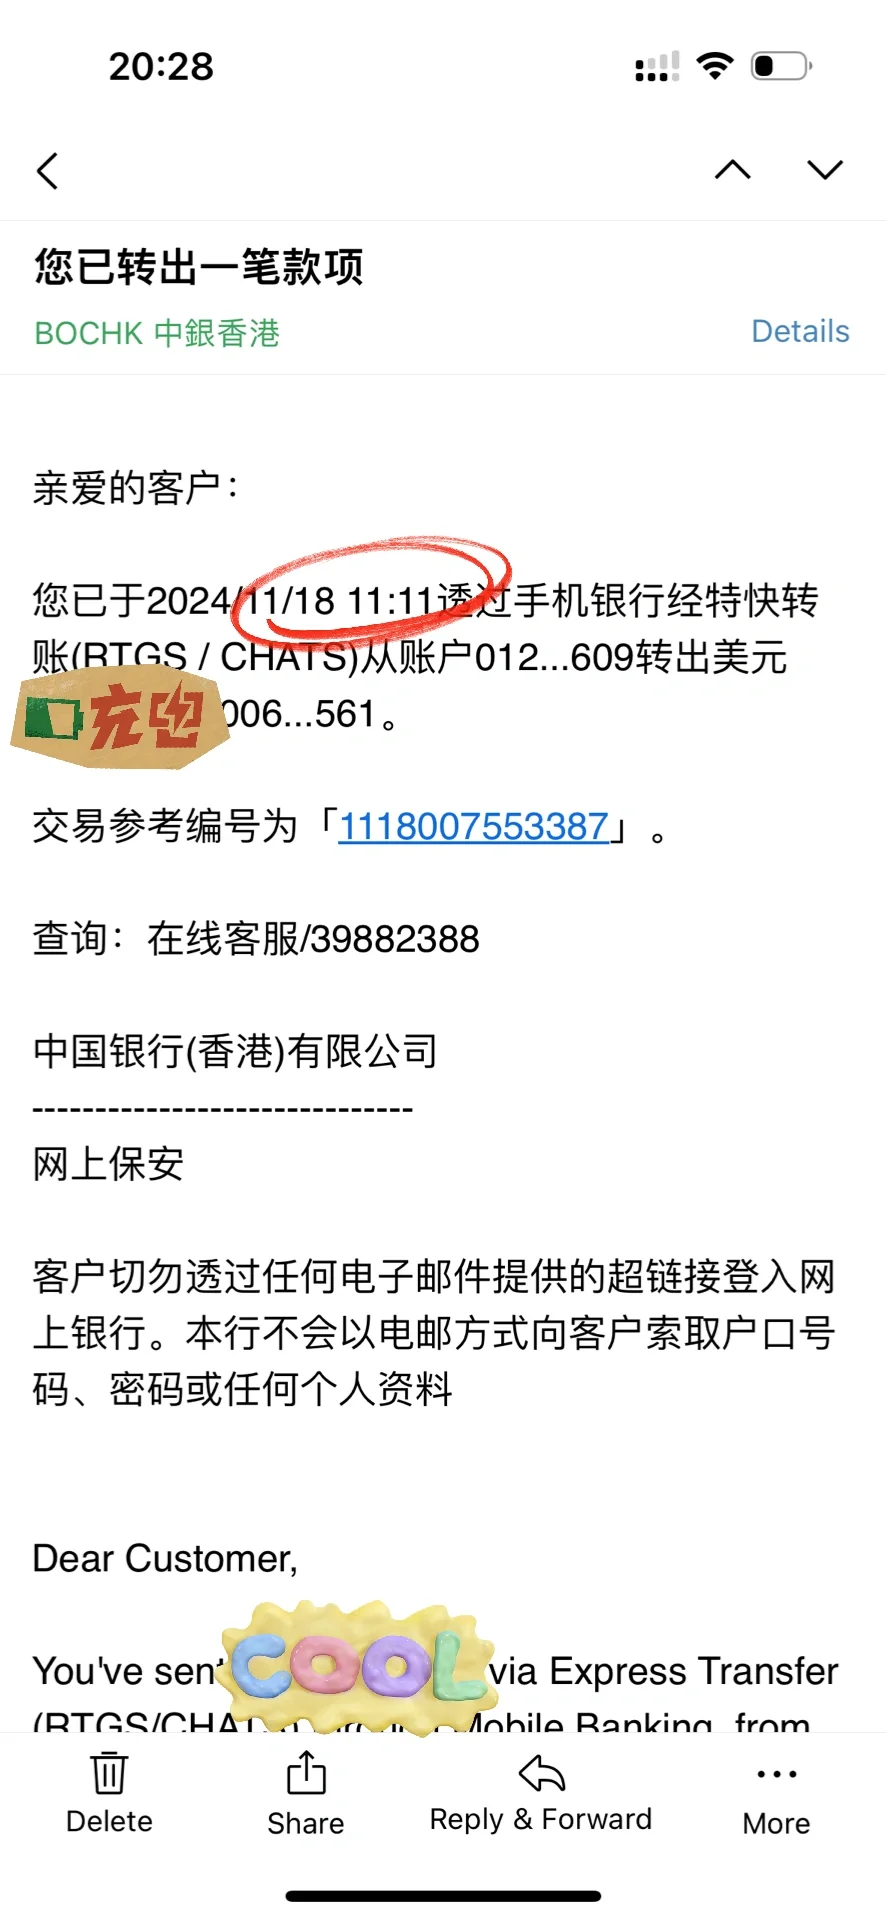 20:28
您已转出一笔款项
BOCHK 中銀香港
Details
亲爱的客户：
您已于2024/11/18 11:11透过手机银行经特快转
账(RTGS / CHATS)从账户012...609转出美元
充电
006...561。
交易参考编号为「1118007553387」。
查询：在线客服/39882388
中国银行(香港)有限公司
------------------------------
网上保安
客户切勿透过任何电子邮件提供的超链接登入网
上银行。本行不会以电邮方式向客户索取户口号
码、密码或任何个人资料
Dear Customer,
You've sent COOL via Express Transfer
(RTGS/CHATS) through Mobile Banking, from
Delete
Share
Reply & Forward
More